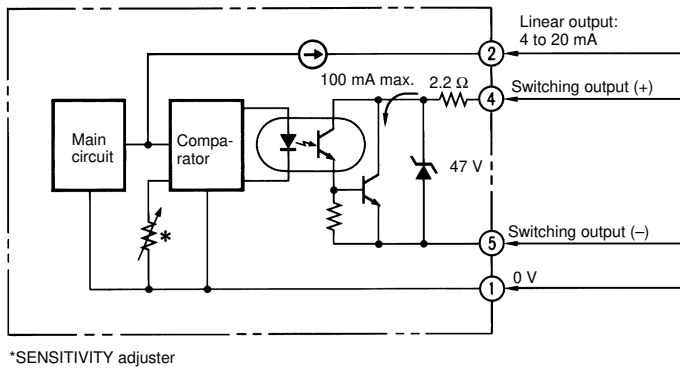 Linear output:
4 to 20 mA
2
100 mA max.
2.2 Ω
Switching output (+)
4
Main
circuit
Compa-
rator
47 V
*
Switching output (–)
5
0 V
1
*SENSITIVITY adjuster